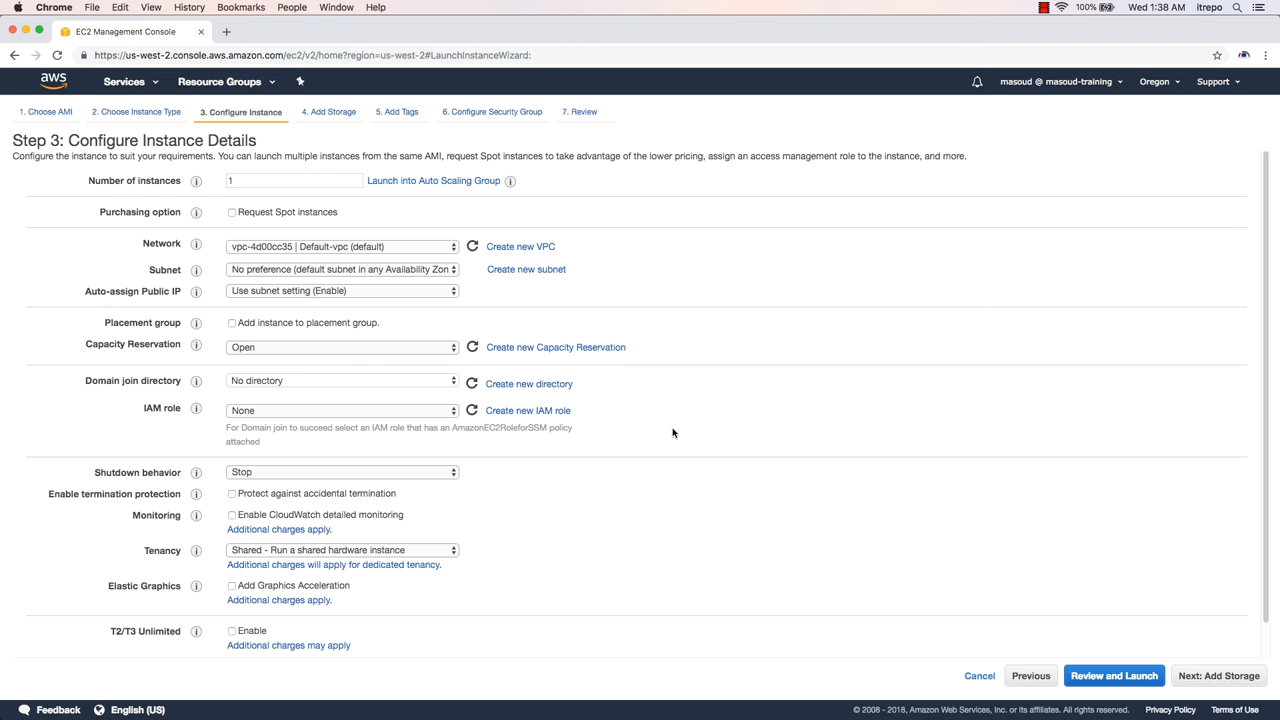 Chrome File Edit View History Bookmarks People Window Help 100% Wed 1:38 AM itrepo
EC2 Management Console
https://us-west-2.console.aws.amazon.com/ec2/v2/home?region=us-west-2#LaunchInstanceWizard:
aws Services Resource Groups masoud @ masoud-training Oregon Support
1. Choose AMI 2. Choose Instance Type 3. Configure Instance 4. Add Storage 5. Add Tags 6. Configure Security Group 7. Review
Step 3: Configure Instance Details
Configure the instance to suit your requirements. You can launch multiple instances from the same AMI, request Spot instances to take advantage of the lower pricing, assign an access management role to the instance, and more.
Number of instances 1 Launch into Auto Scaling Group
Purchasing option Request Spot instances
Network vpc-4d00cc35 | Default-vpc (default) Create new VPC
Subnet No preference (default subnet in any Availability Zon Create new subnet
Auto-assign Public IP Use subnet setting (Enable)
Placement group Add instance to placement group.
Capacity Reservation Open Create new Capacity Reservation
Domain join directory No directory Create new directory
IAM role None Create new IAM role
For Domain join to succeed select an IAM role that has an AmazonEC2RoleforSSM policy
attached
Shutdown behavior Stop
Enable termination protection Protect against accidental termination
Monitoring Enable CloudWatch detailed monitoring
Additional charges apply.
Tenancy Shared - Run a shared hardware instance
Additional charges will apply for dedicated tenancy.
Elastic Graphics Add Graphics Acceleration
Additional charges apply.
T2/T3 Unlimited Enable
Additional charges may apply
Cancel Previous Review and Launch Next: Add Storage
Feedback English (US) © 2008 - 2018, Amazon Web Services, Inc. or its affiliates. All rights reserved. Privacy Policy Terms of Use